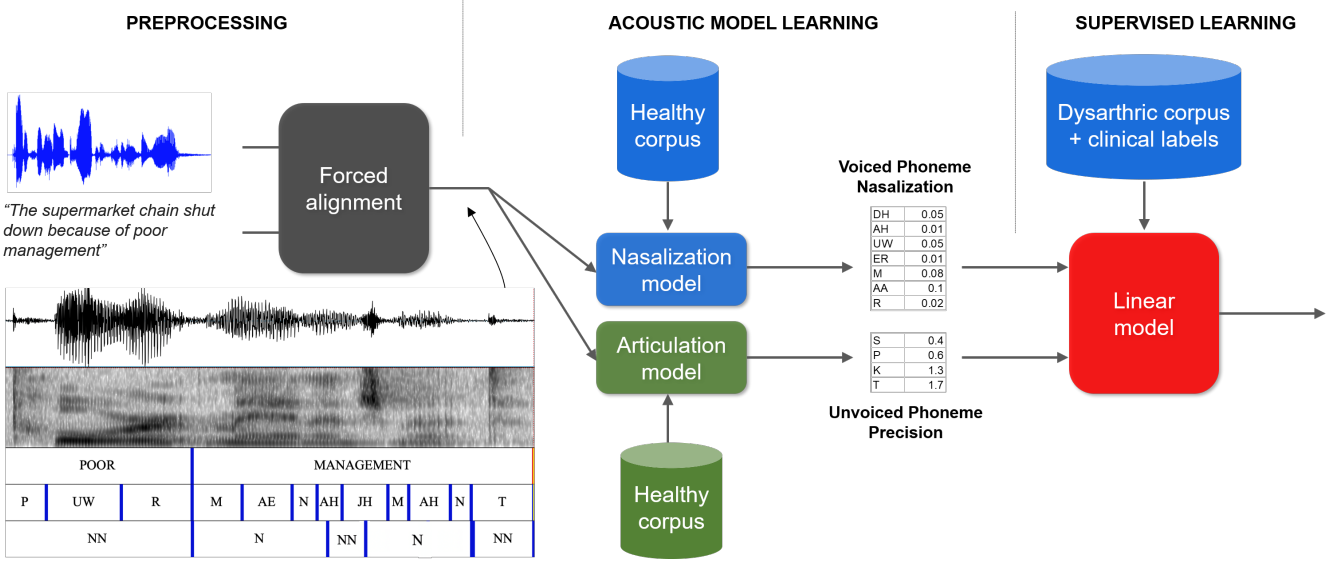 PREPROCESSING
ACOUSTIC MODEL LEARNING
SUPERVISED LEARNING
“The supermarket chain shut
down because of poor
management”
Forced
alignment
POOR MANAGEMENT
P UW R M AE N AH JH M AH N T
NN N NN N NN
Healthy
corpus
Nasalization
model
Articulation
model
Healthy
corpus
Voiced Phoneme
Nasalization
DH 0.05
AH 0.01
UW 0.05
ER 0.01
M 0.08
AA 0.1
R 0.02
S 0.4
P 0.6
K 1.3
T 1.7
Unvoiced Phoneme
Precision
Dysarthric corpus
+ clinical labels
Linear
model